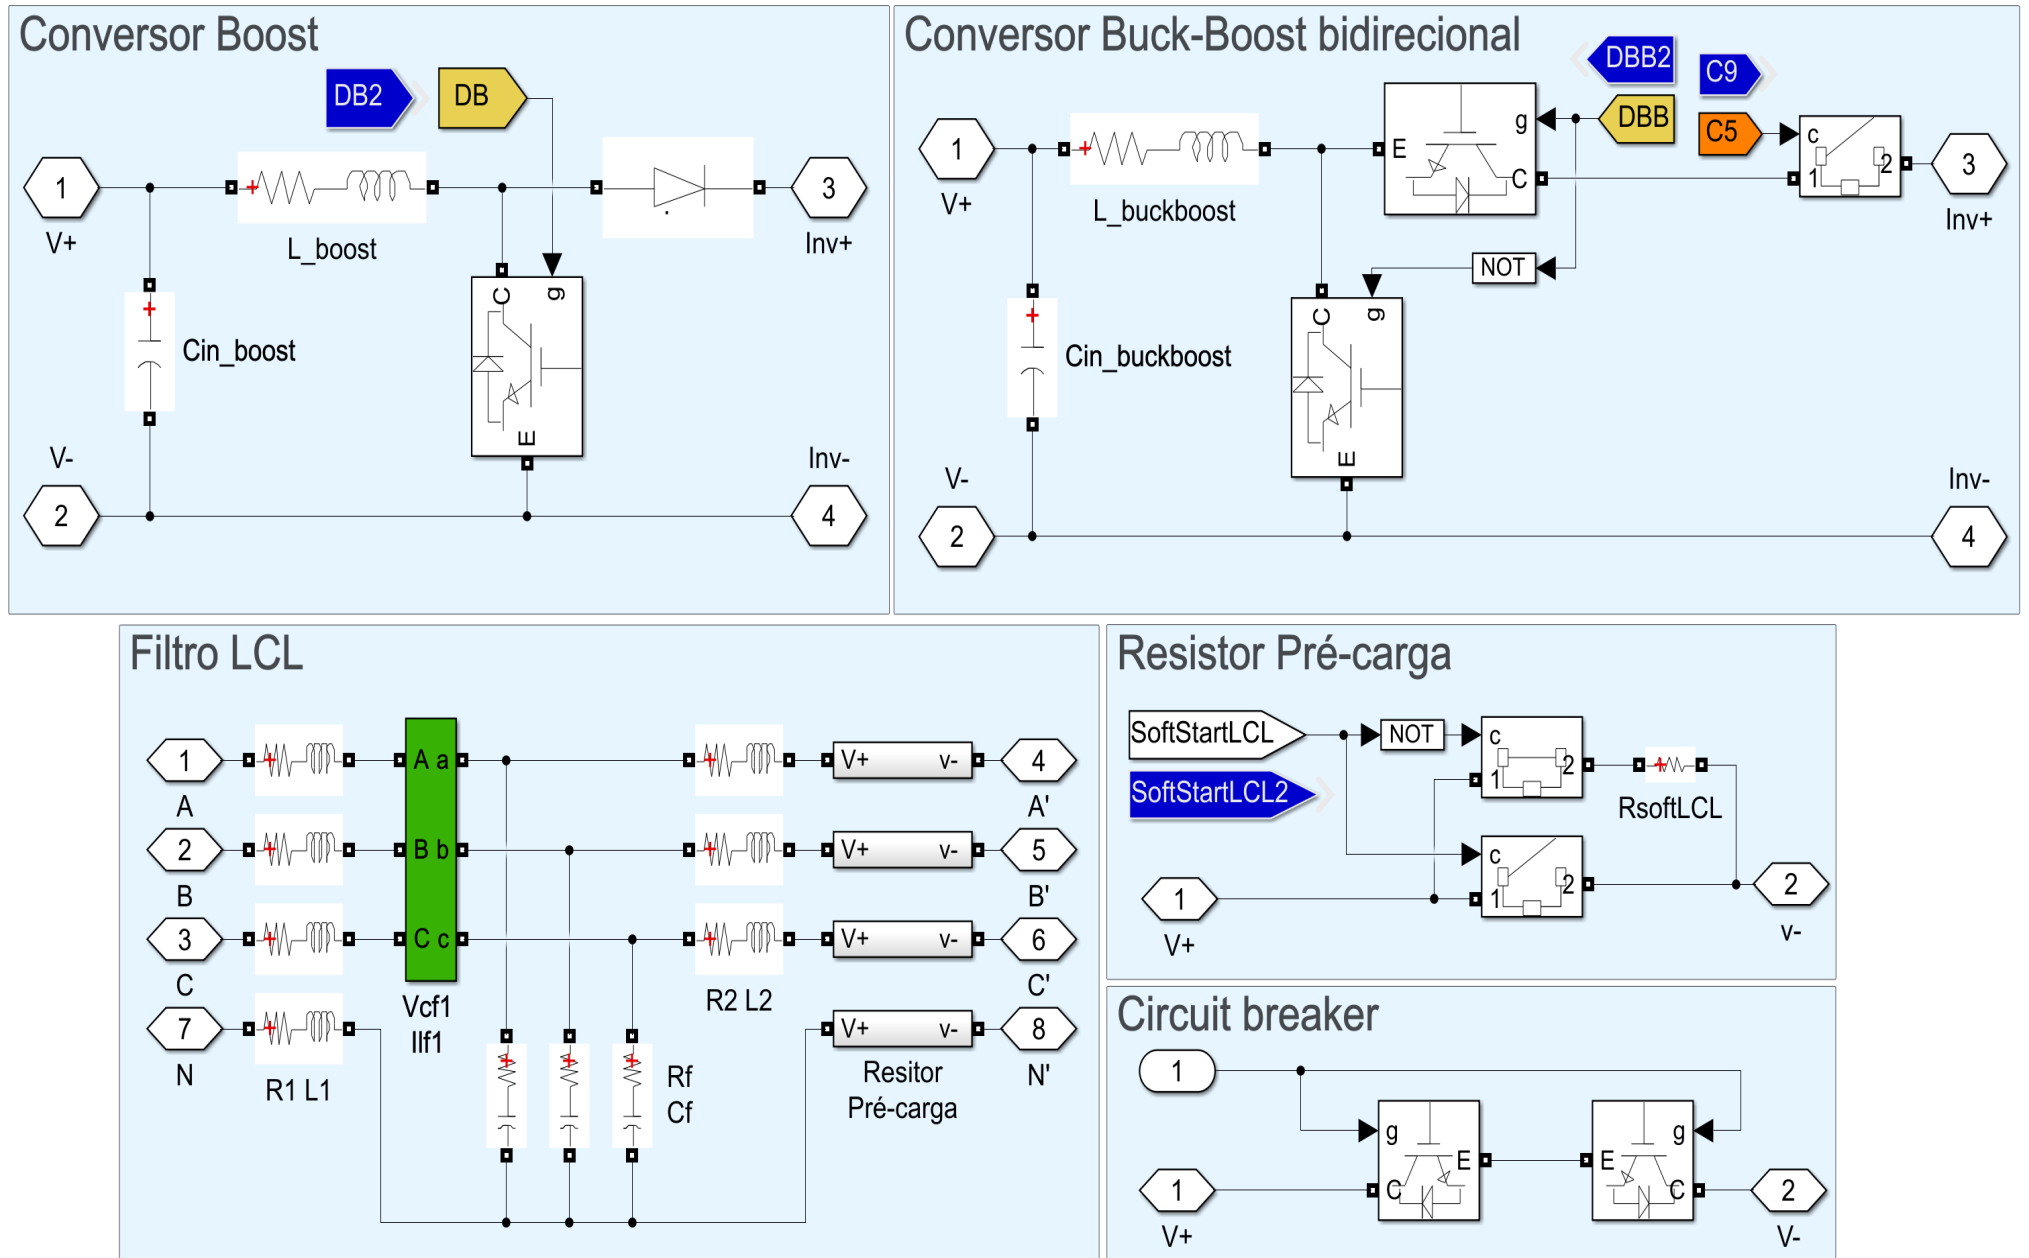 Conversor Boost
DB2
DB
1
V+
L_boost
3
Inv+
C
g
E
Cin_boost
V-
2
Inv-
4
Conversor Buck-Boost bidirecional
DBB2
C9
DBB
C5
1
V+
L_buckboost
E
g
C
c
1
2
3
Inv+
NOT
C
g
E
Cin_buckboost
V-
2
Inv-
4
Filtro LCL
1
A
2
B
3
C
7
N
R1 L1
A a
B b
C c
Vcf1
Ilf1
R2 L2
Rf
Cf
V+ v-
4
A'
V+ v-
5
B'
V+ v-
6
C'
V+ v-
8
N'
Resitor
Pré-carga
Resistor Pré-carga
SoftStartLCL
NOT
SoftStartLCL2
c
1
2
RsoftLCL
c
1
2
1
V+
2
v-
Circuit breaker
1
g
E
C
E
g
C
1
V+
2
V-